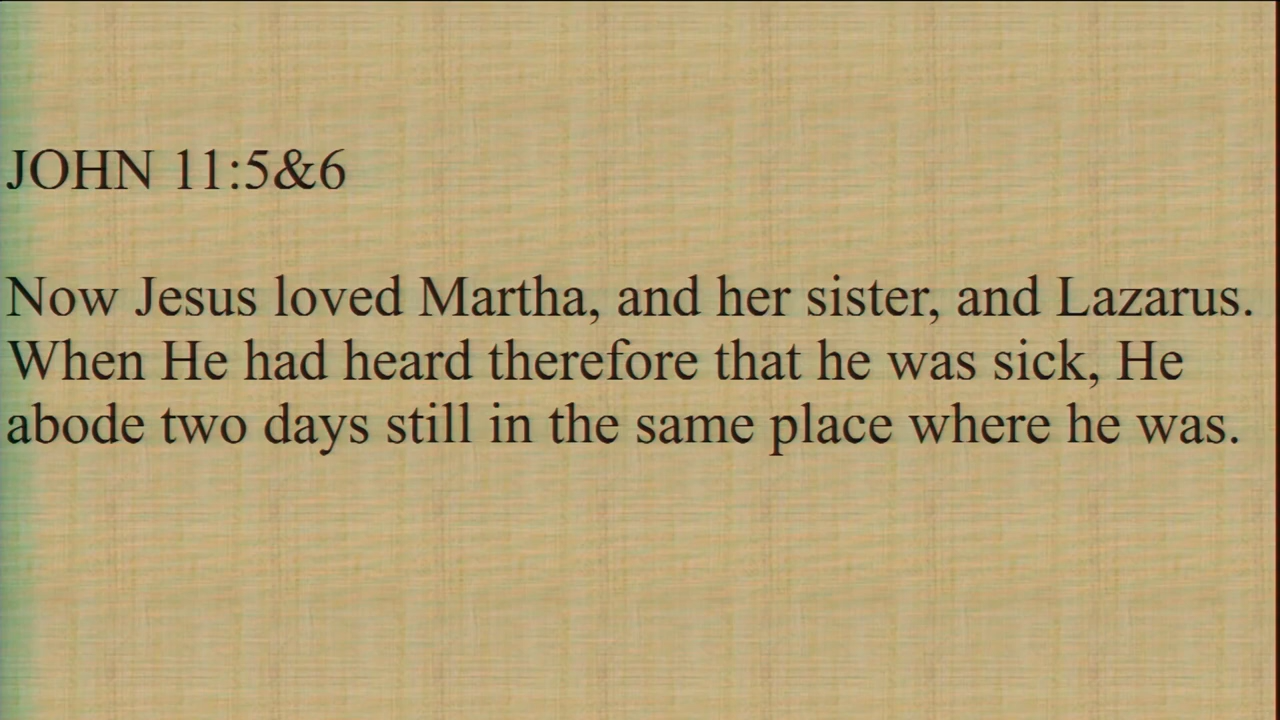 JOHN 11:5&6
Now Jesus loved Martha, and her sister, and Lazarus.
When He had heard therefore that he was sick, He
abode two days still in the same place where he was.